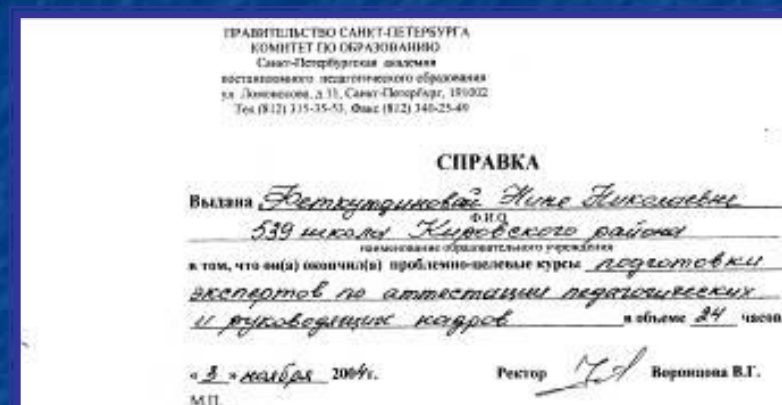 ПРАВИТЕЛЬСТВО САНКТ-ПЕТЕРБУРГА
КОМИТЕТ ПО ОБРАЗОВАНИЮ
Санкт-Петербургская академия
постдипломного педагогического образования
ул. Ломоносова, д.11, Санкт-Петербург, 191002
Тел (812) 315-35-53, Факс (812) 340-25-49
СПРАВКА
Выдана Феткулдиновой Нине Николаевне
Ф.И.О
539 школа Кировского района
наименование образовательного учреждения
в том, что он(а) окончил(а) проблемно-целевые курсы подготовки
экспертов по аттестации педагогических
и руководящих кадров в объеме 24 часов
« 3 » ноября 2004г. Ректор Воронцова В.Г.
М.П.